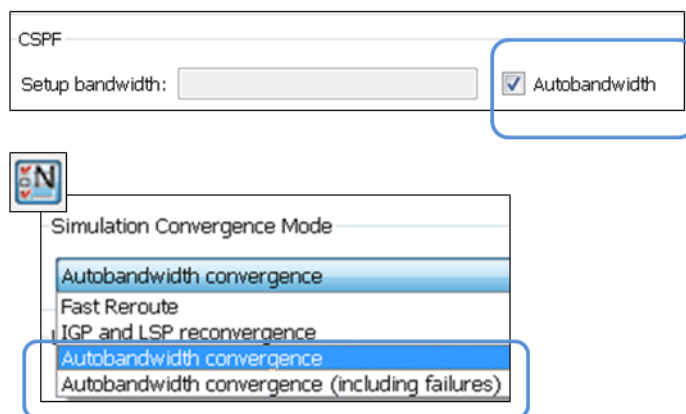 CSPF
Setup bandwidth: Autobandwidth
N
Simulation Convergence Mode
Autobandwidth convergence
Fast Reroute
IGP and LSP reconvergence
Autobandwidth convergence
Autobandwidth convergence (including failures)